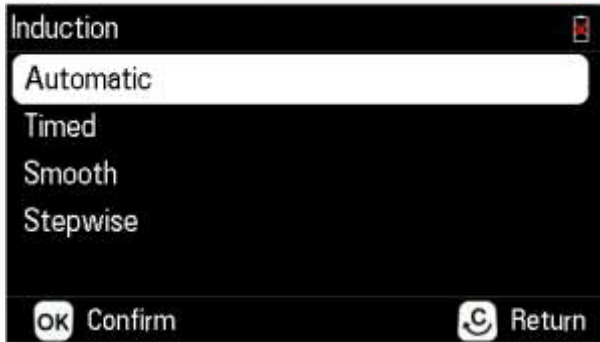 Induction
Automatic
Timed
Smooth
Stepwise
OK Confirm
C Return